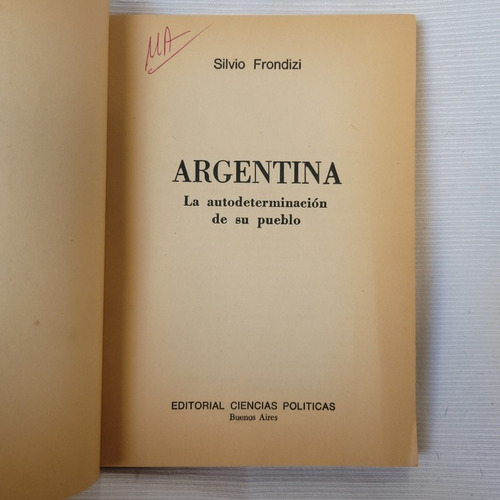 MA
Silvio Frondizi
ARGENTINA
La autodeterminación
de su pueblo
EDITORIAL CIENCIAS POLITICAS
Buenos Aires